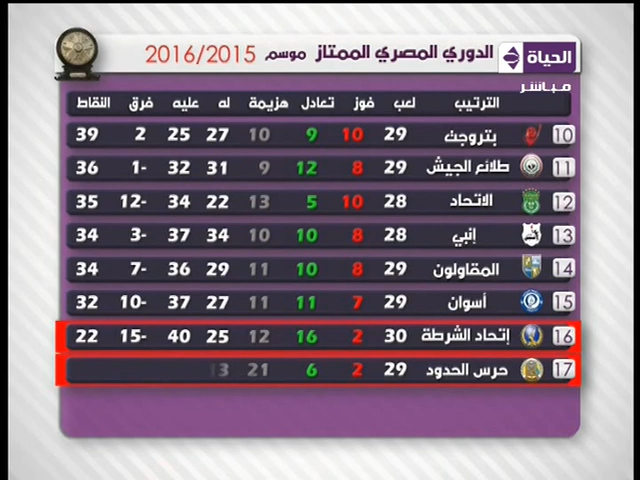 الدوري المصري الممتاز موسم 2016/2015
الحياة
مباشر
الترتيب لعب فوز تعادل هزيمة له عليه فرق النقاط
10 بتروجت 29 10 9 10 27 25 2 39
11 طلائع الجيش 29 8 12 9 31 32 -1 36
12 الاتحاد 28 10 5 13 22 34 -12 35
13 إنبي 28 8 10 10 34 37 -3 34
14 المقاولون 29 8 10 11 29 36 -7 34
15 أسوان 29 7 11 11 27 37 -10 32
16 إتحاد الشرطة 30 2 16 12 25 40 -15 22
17 حرس الحدود 29 2 6 21